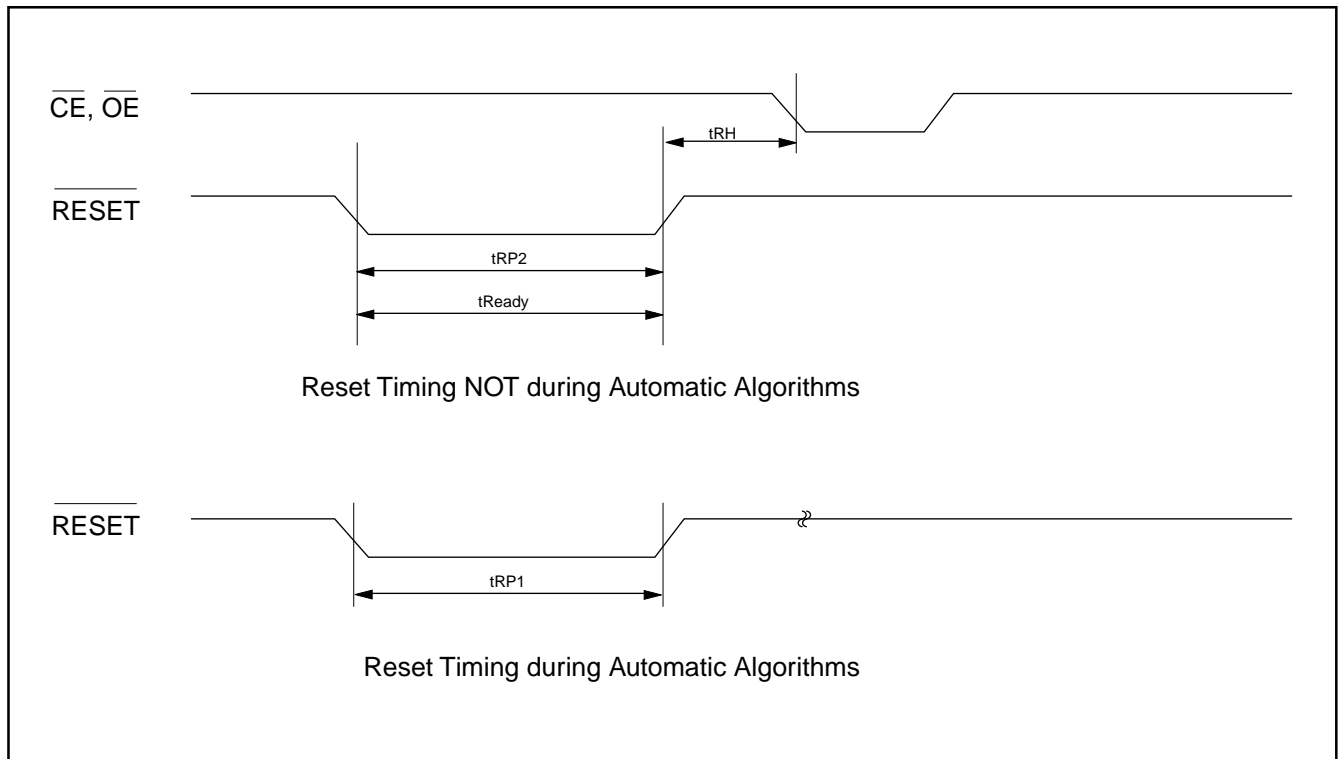 CE, OE
tRH
RESET
tRP2
tReady
Reset Timing NOT during Automatic Algorithms
RESET
tRP1
Reset Timing during Automatic Algorithms